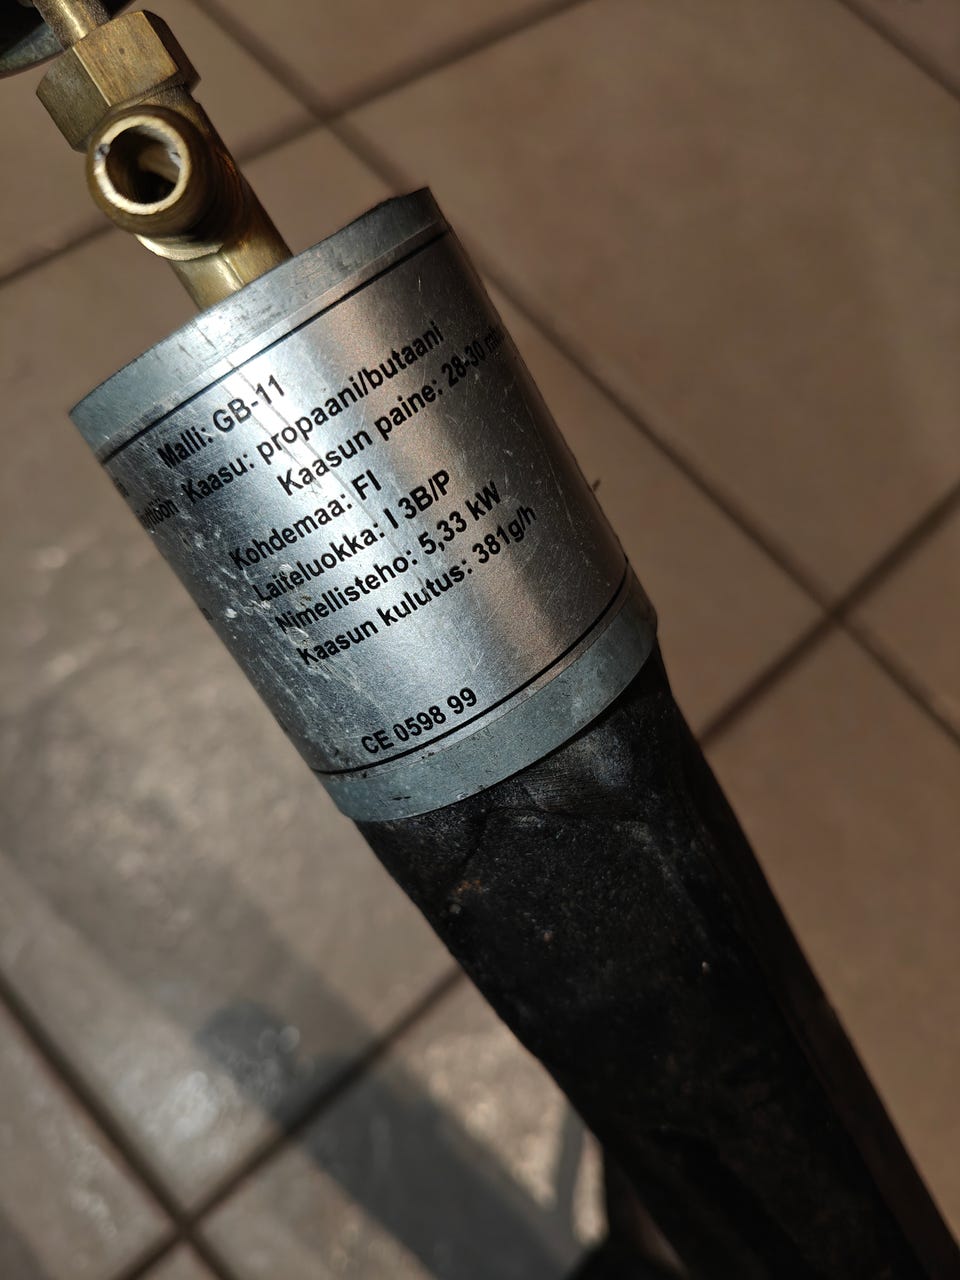 Malli: GB-11
Kaasu: propaani/butaani
Kaasun paine: 28-30
Kohdemaa: FI
Laiteluokka: I 3B/P
Nimellisteho: 5,33 kW
Kaasun kulutus: 381g/h
CE 0598 99